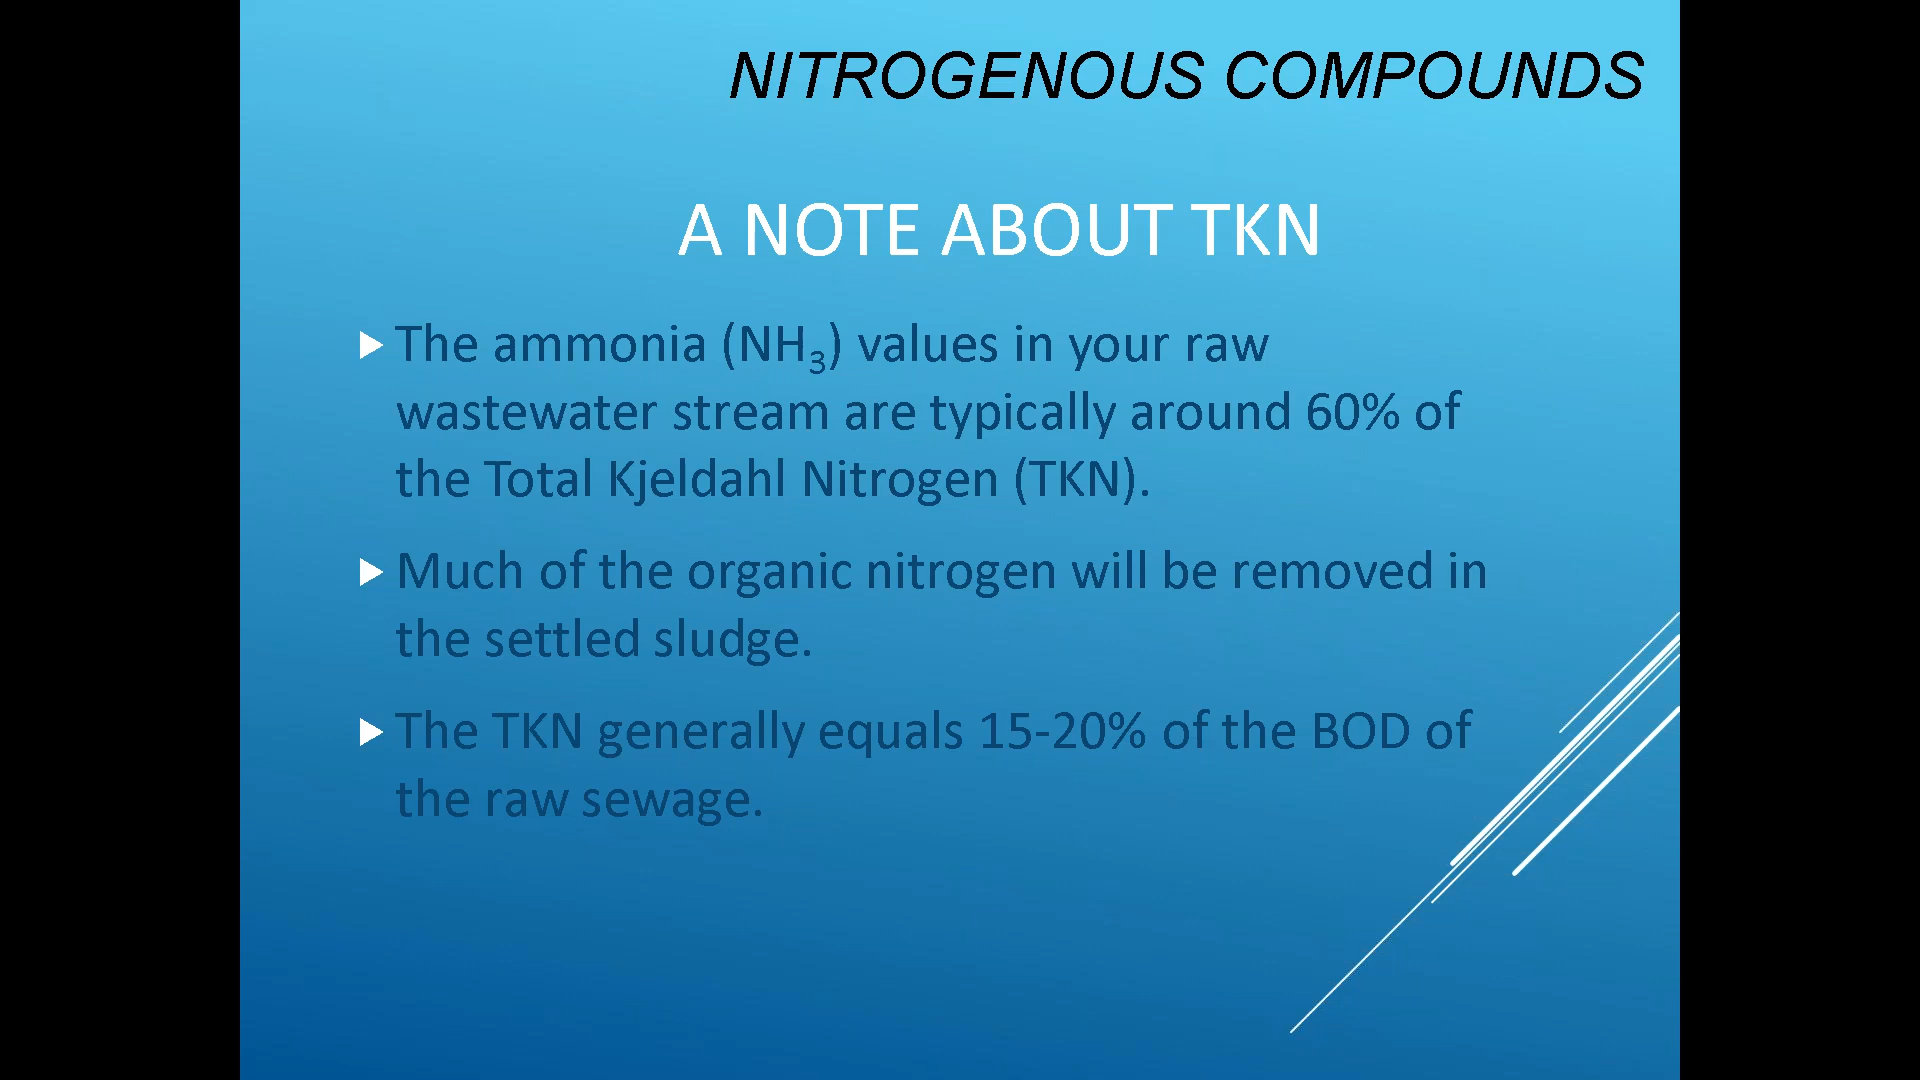 NITROGENOUS COMPOUNDS
A NOTE ABOUT TKN
The ammonia (NH₃) values in your raw
wastewater stream are typically around 60% of
the Total Kjeldahl Nitrogen (TKN).
Much of the organic nitrogen will be removed in
the settled sludge.
The TKN generally equals 15-20% of the BOD of
the raw sewage.